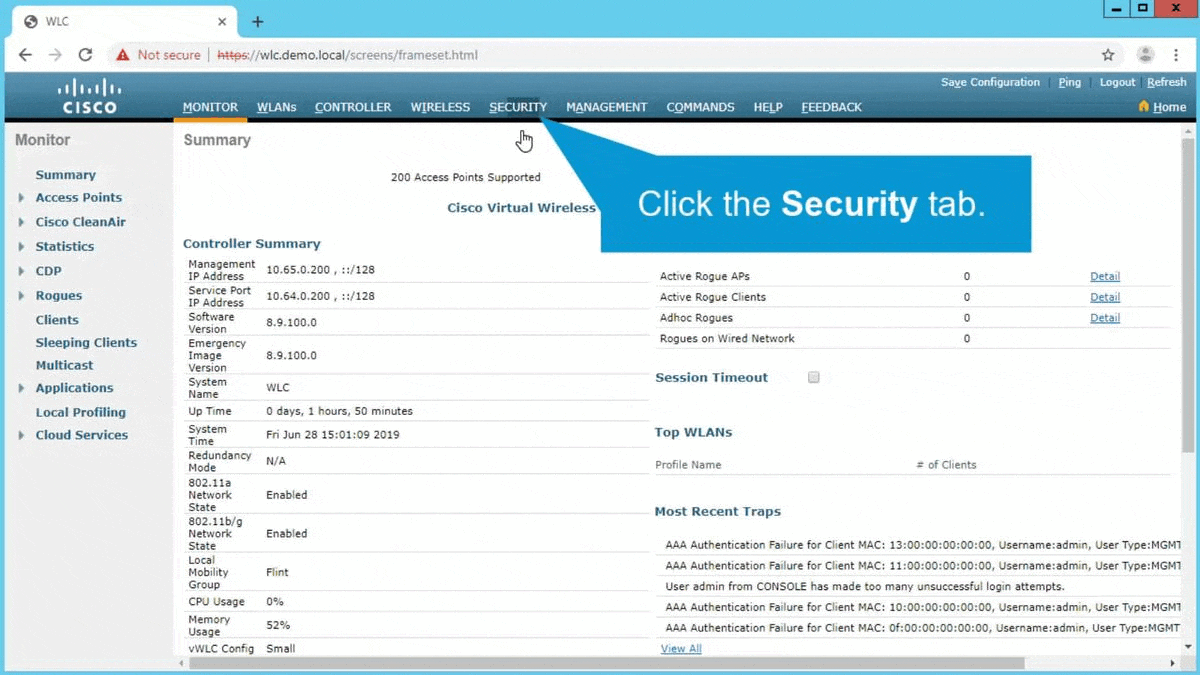 WLC
Not secure | https://wlc.demo.local/screens/frameset.html
Save Configuration | Ping | Logout | Refresh
CISCO
MONITOR WLANs CONTROLLER WIRELESS SECURITY MANAGEMENT COMMANDS HELP FEEDBACK
Home
Monitor
Summary
Access Points
Cisco CleanAir
Statistics
CDP
Rogues
Clients
Sleeping Clients
Multicast
Applications
Local Profiling
Cloud Services
Summary
200 Access Points Supported
Cisco Virtual Wireless
Click the Security tab.
Controller Summary
Management
IP Address
10.65.0.200 , ::/128
Service Port
IP Address
10.64.0.200 , ::/128
Software
Version
8.9.100.0
Emergency
Image
Version
8.9.100.0
System
Name
WLC
Up Time 0 days, 1 hours, 50 minutes
System
Time
Fri Jun 28 15:01:09 2019
Redundancy
Mode
N/A
802.11a
Network
State
Enabled
802.11b/g
Network
State
Enabled
Local
Mobility
Group
Flint
CPU Usage 0%
Memory
Usage
52%
vWLC Config Small
Active Rogue APs 0 Detail
Active Rogue Clients 0 Detail
Adhoc Rogues 0 Detail
Rogues on Wired Network 0
Session Timeout
Top WLANs
Profile Name # of Clients
Most Recent Traps
AAA Authentication Failure for Client MAC: 13:00:00:00:00:00, Username:admin, User Type:MGMT
AAA Authentication Failure for Client MAC: 11:00:00:00:00:00, Username:admin, User Type:MGMT
User admin from CONSOLE has made too many unsuccessful login attempts.
AAA Authentication Failure for Client MAC: 10:00:00:00:00:00, Username:admin, User Type:MGMT
AAA Authentication Failure for Client MAC: 0f:00:00:00:00:00, Username:admin, User Type:MGMT
View All